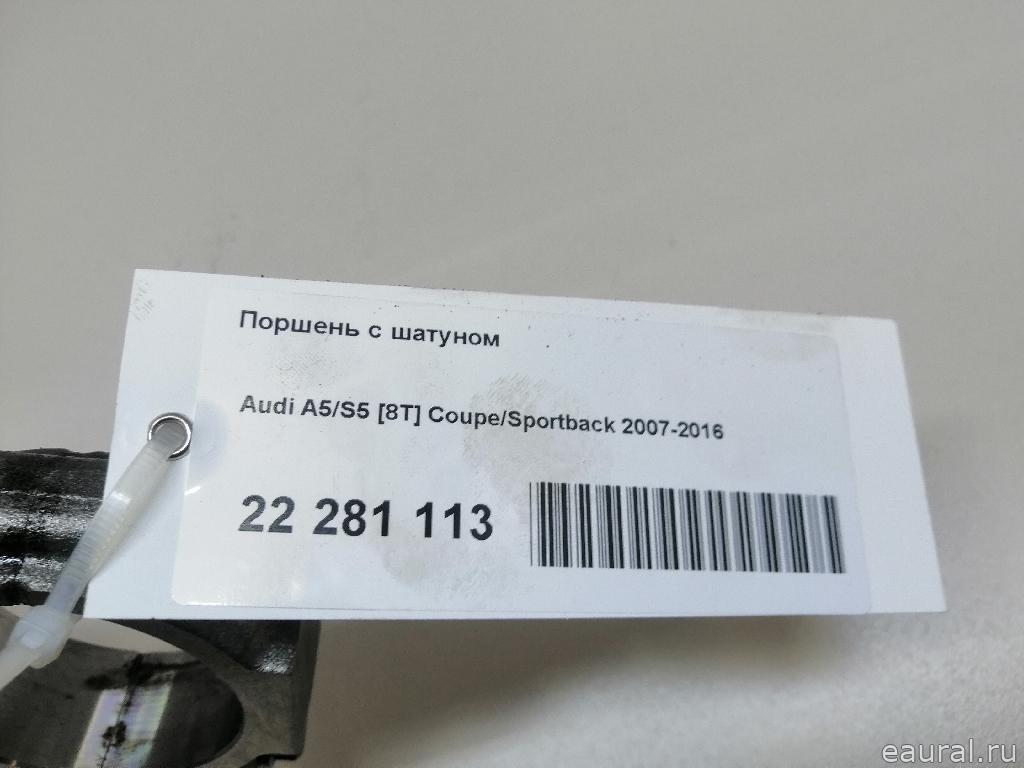 Поршень с шатуном
Audi A5/S5 [8T] Coupe/Sportback 2007-2016
22 281 113
eaural.ru